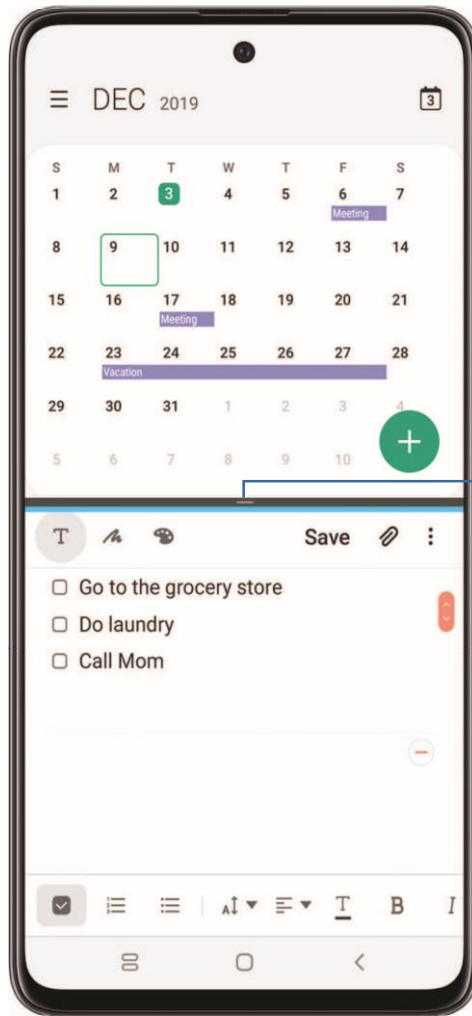 DEC 2019
3
S M T W T F S
1 2 3 4 5 6 7
Meeting
8 9 10 11 12 13 14
15 16 17 18 19 20 21
Meeting
22 23 24 25 26 27 28
Vacation
29 30 31 1 2 3 4
5 6 7 8 9 10
T Save
Go to the grocery store
Do laundry
Call Mom
A T B I